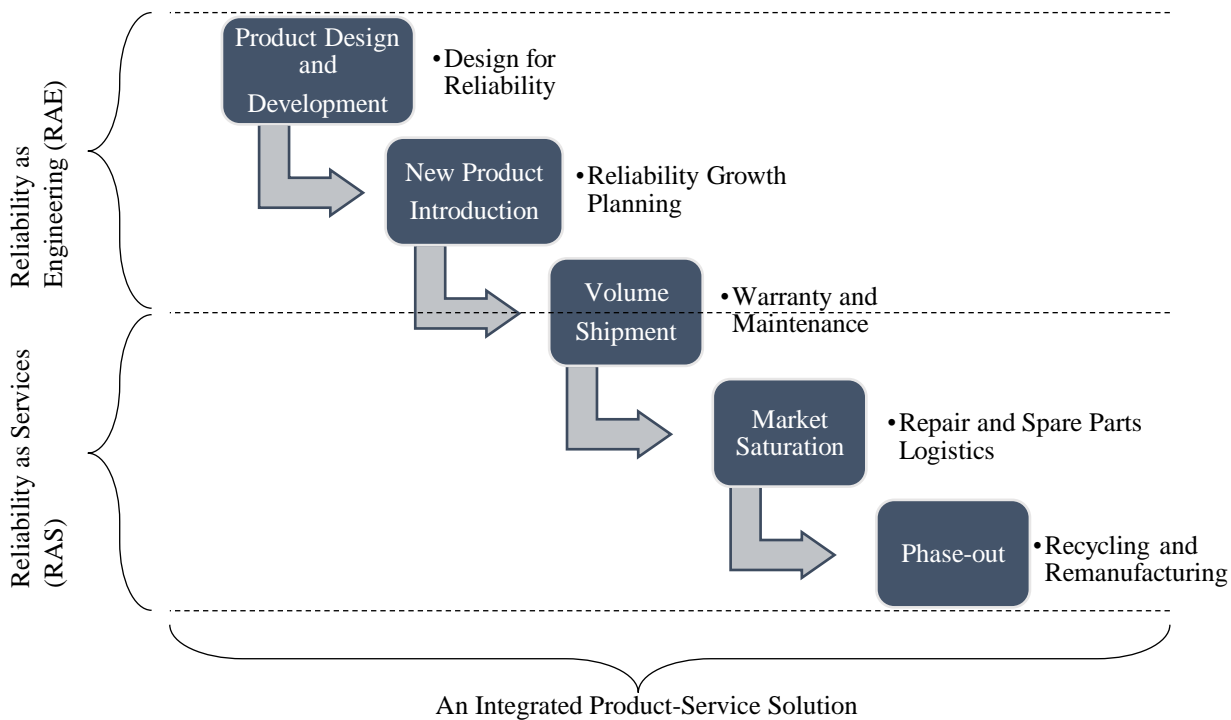 Product Design
and
Development
•Design for
Reliability
Reliability as
Engineering (RAE)
New Product
Introduction
•Reliability Growth
Planning
Volume
Shipment
•Warranty and
Maintenance
Reliability as Services
(RAS)
Market
Saturation
•Repair and Spare Parts
Logistics
Phase-out
•Recycling and
Remanufacturing
An Integrated Product-Service Solution